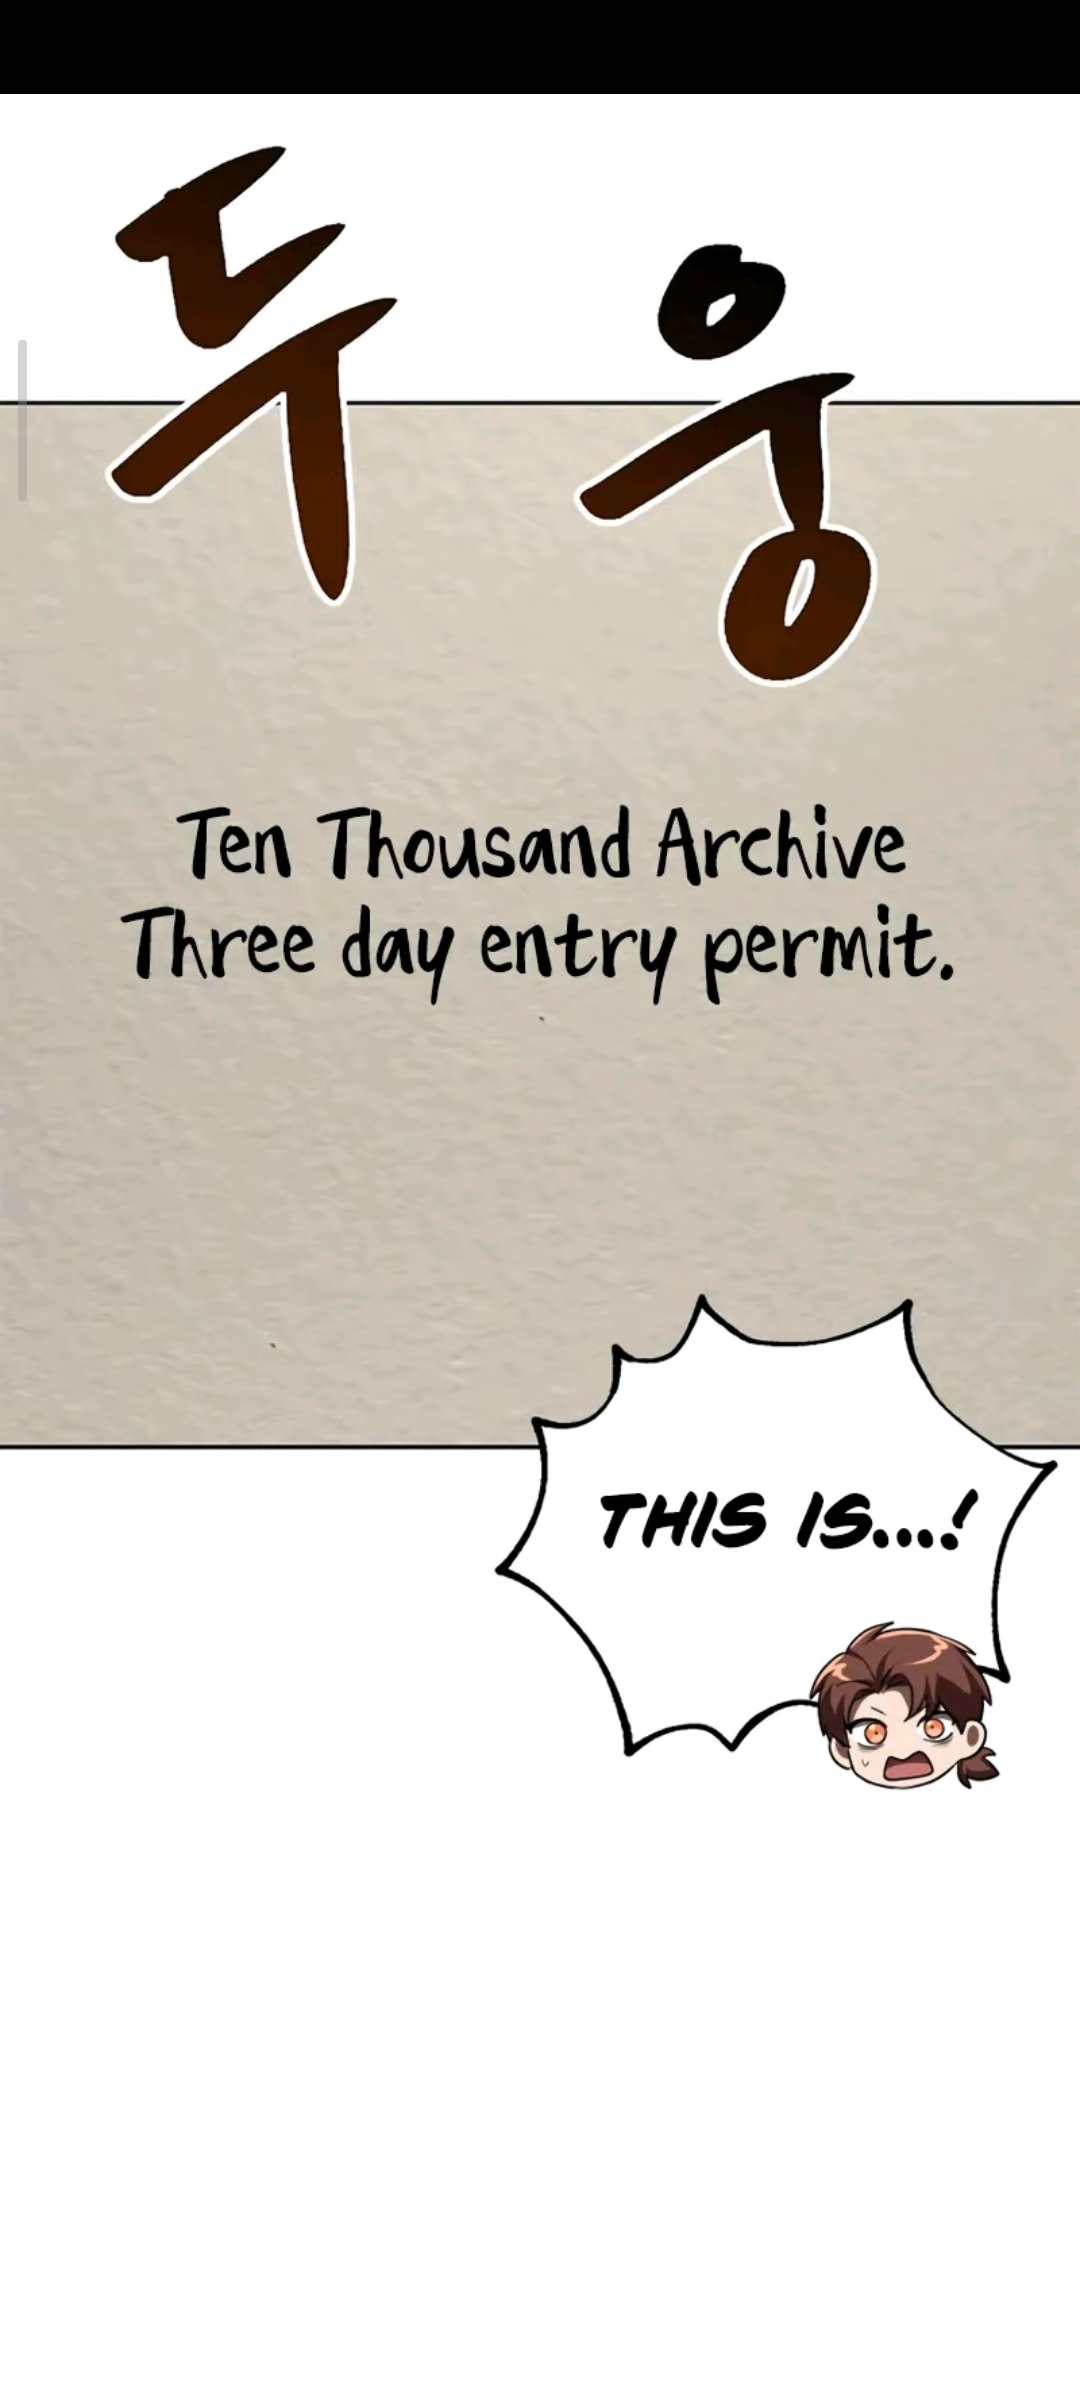 두웅
Ten Thousand Archive
Three day entry permit.
THIS IS....!